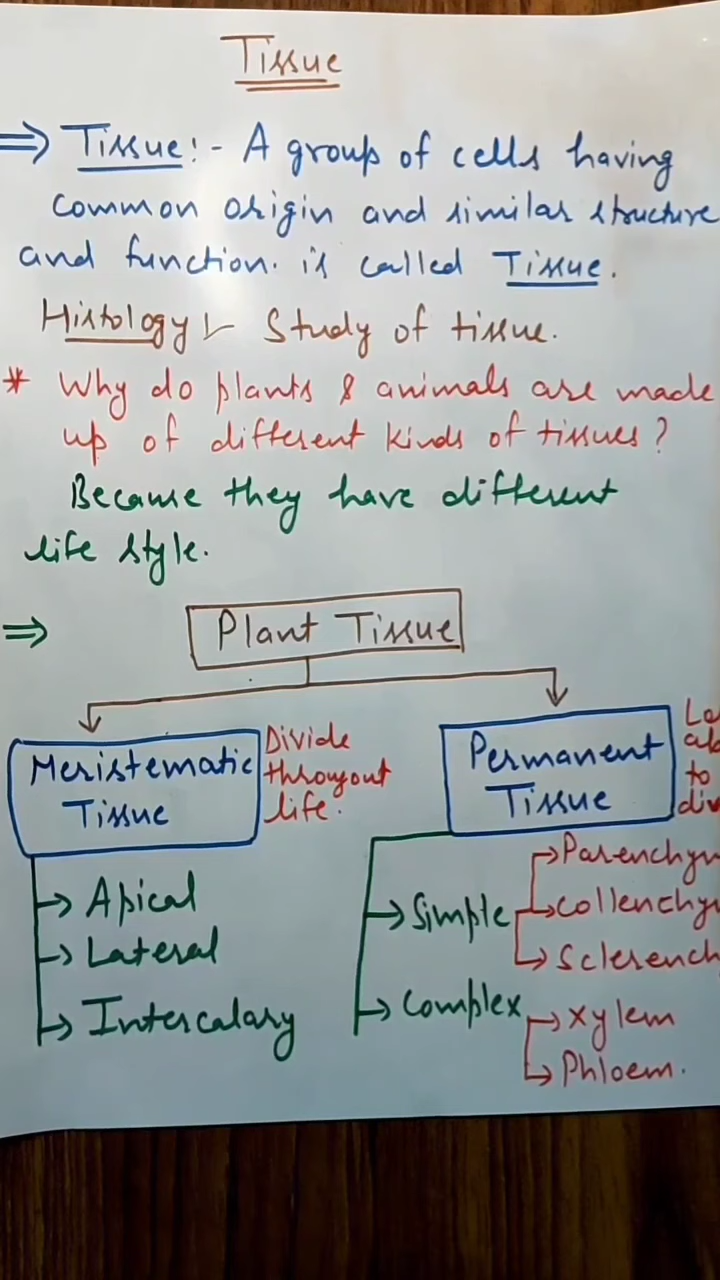 Tissue
⇒ Tissue:- A group of cells having
common origin and similar structure
and function. is called Tissue.
Histology :- Study of tissue.
* Why do plants & animals are made
up of different kinds of tissues?
Because they have different
life style.
⇒ Plant Tissue
Meristematic
Tissue
Divide
throyout
life.
Permanent
Tissue
to
→ Apical
→ Lateral
→ Intercalary
→ Simple
→ Complex
→ Xylem
→ Phloem.